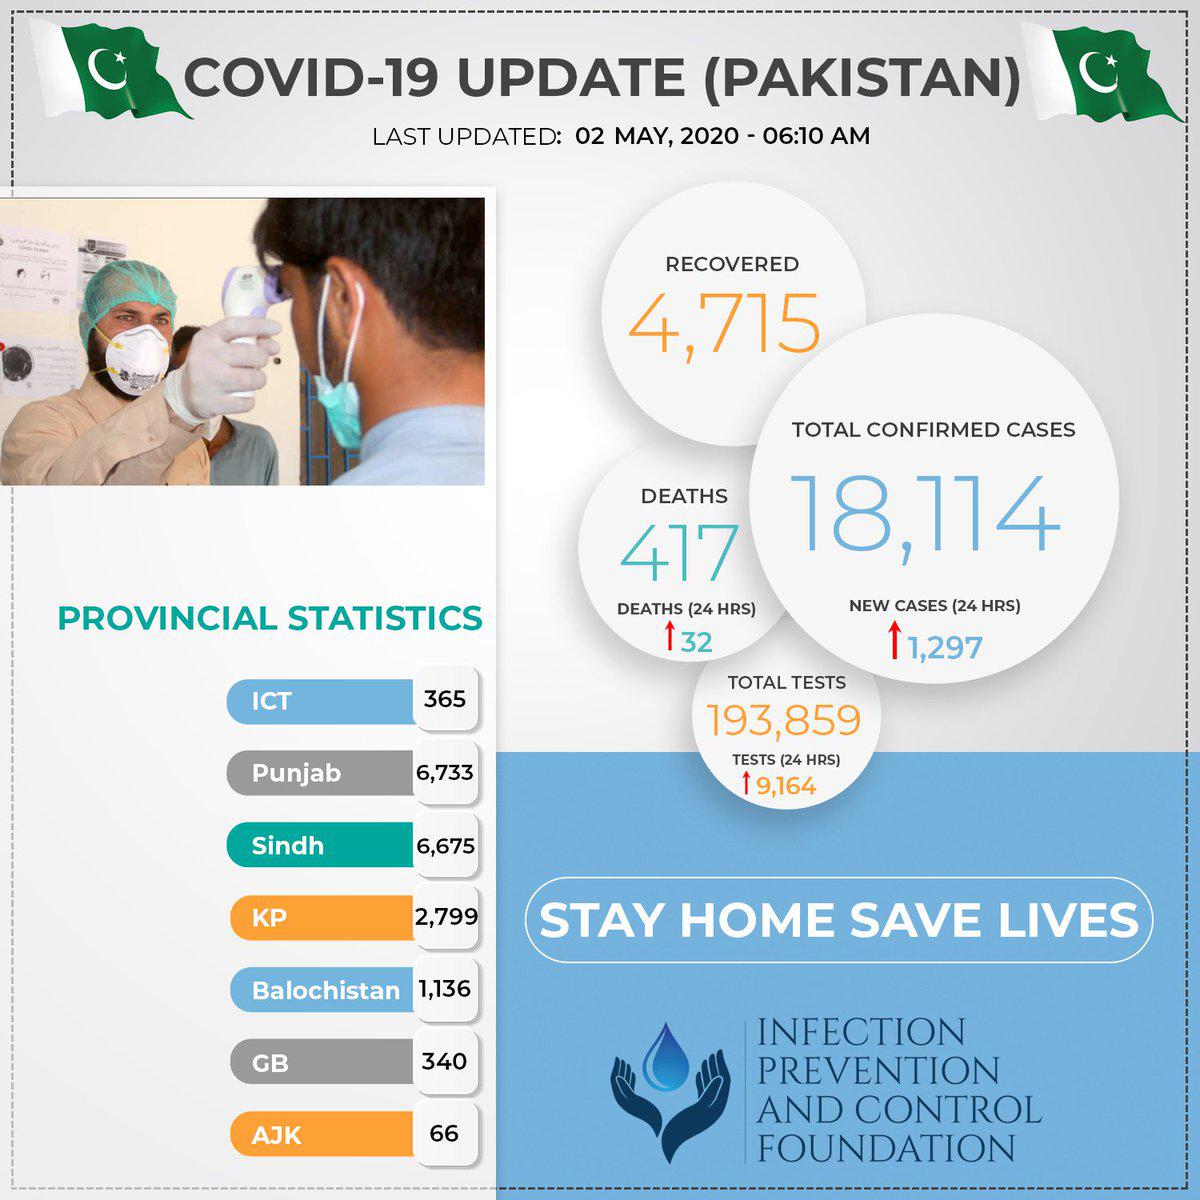 COVID-19 UPDATE (PAKISTAN)
LAST UPDATED: 02 MAY, 2020 - 06:10 AM
RECOVERED
4,715
TOTAL CONFIRMED CASES
18,114
NEW CASES (24 HRS)
1,297
DEATHS
417
DEATHS (24 HRS)
32
TOTAL TESTS
193,859
TESTS (24 HRS)
9,164
PROVINCIAL STATISTICS
ICT 365
Punjab 6,733
Sindh 6,675
KP 2,799
Balochistan 1,136
GB 340
AJK 66
STAY HOME SAVE LIVES
INFECTION
PREVENTION
AND CONTROL
FOUNDATION